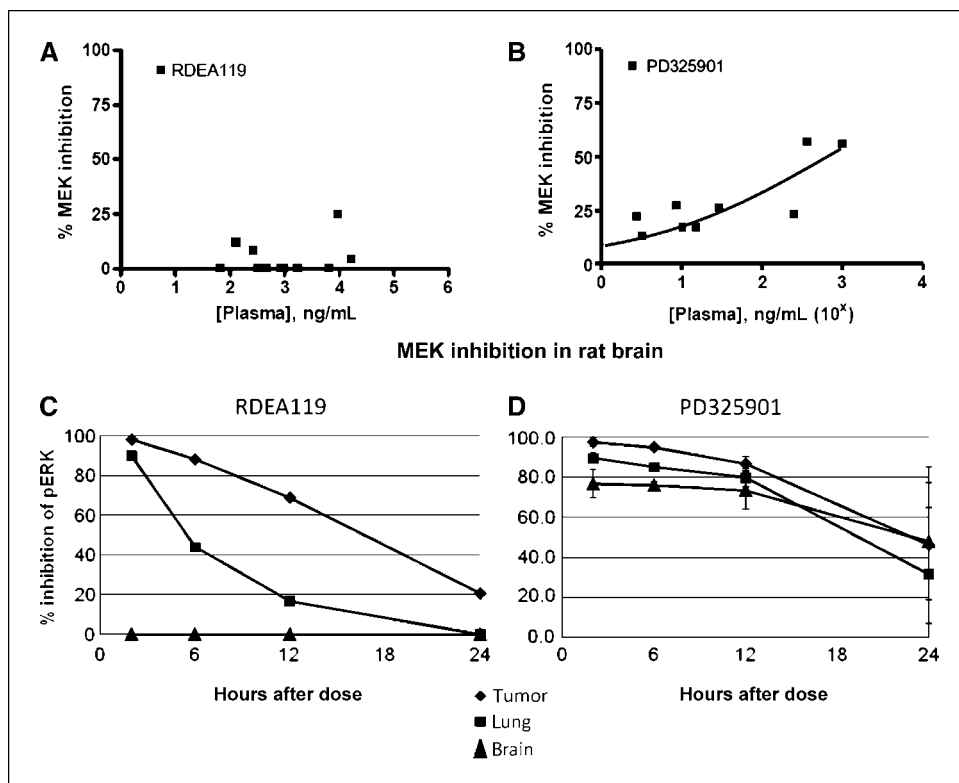 A
RDEA119
100
75
50
25
0
% MEK inhibition
0 1 2 3 4 5 6
[Plasma], ng/mL
B
PD325901
100
75
50
25
0
% MEK inhibition
0 1 2 3 4
[Plasma], ng/mL (10ˣ)
MEK inhibition in rat brain
C
RDEA119
100
80
60
40
20
0
% inhibition of pERK
0 6 12 18 24
Hours after dose
D
PD325901
100.0
80.0
60.0
40.0
20.0
0.0
0 6 12 18 24
Hours after dose
Tumor
Lung
Brain